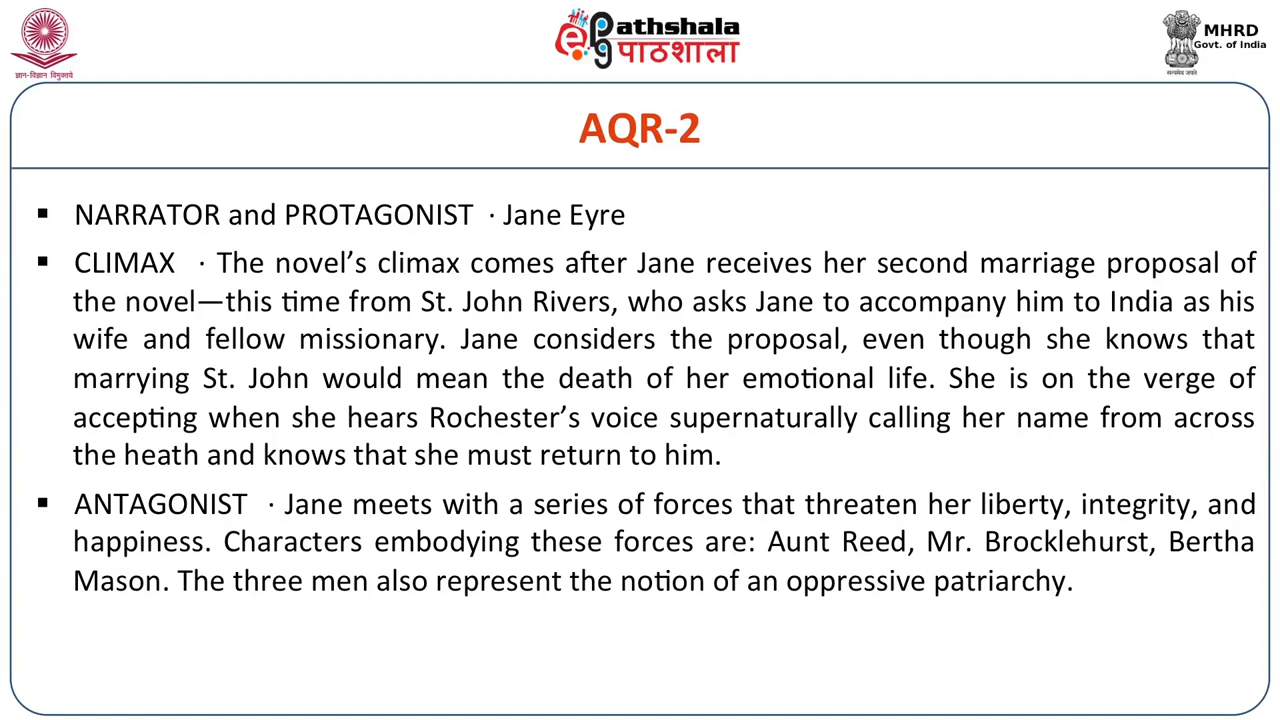 ज्ञान-विज्ञान विमुक्तये
ePathshala
पाठशाला
MHRD
Govt. of India
सत्यमेव जयते
AQR-2
▪ NARRATOR and PROTAGONIST · Jane Eyre
▪ CLIMAX · The novel’s climax comes after Jane receives her second marriage proposal of
the novel—this time from St. John Rivers, who asks Jane to accompany him to India as his
wife and fellow missionary. Jane considers the proposal, even though she knows that
marrying St. John would mean the death of her emotional life. She is on the verge of
accepting when she hears Rochester’s voice supernaturally calling her name from across
the heath and knows that she must return to him.
▪ ANTAGONIST · Jane meets with a series of forces that threaten her liberty, integrity, and
happiness. Characters embodying these forces are: Aunt Reed, Mr. Brocklehurst, Bertha
Mason. The three men also represent the notion of an oppressive patriarchy.